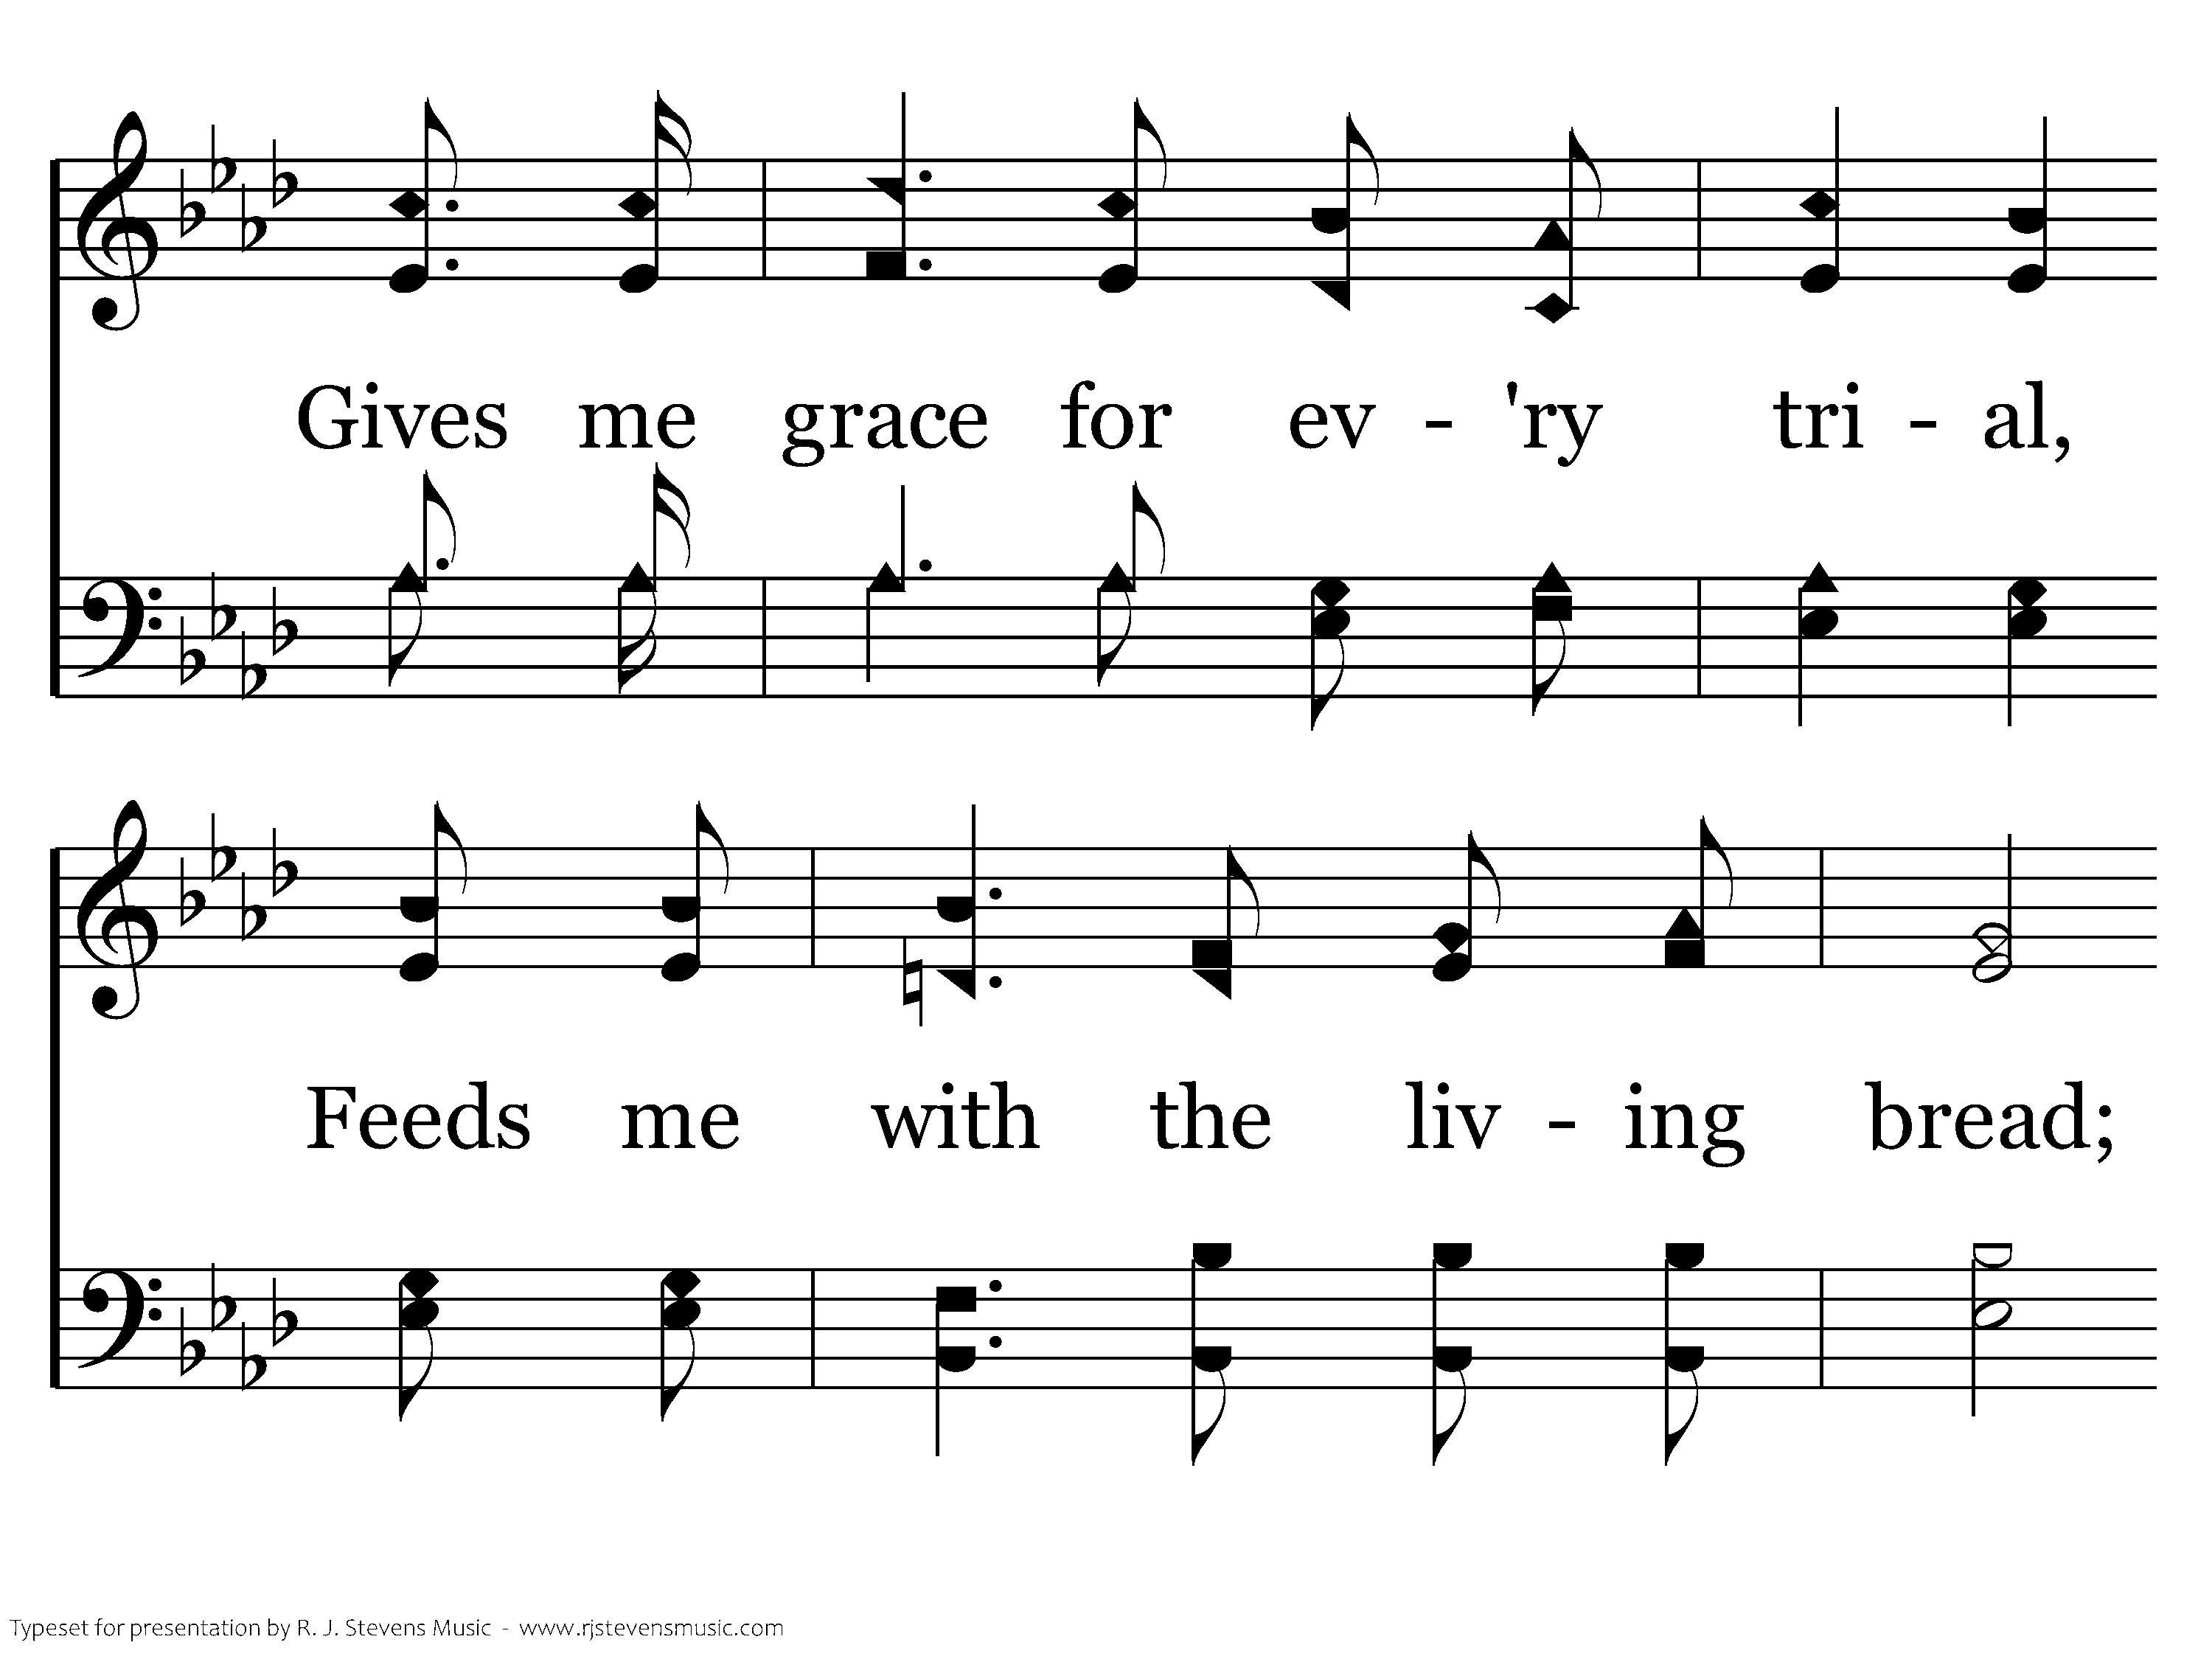 Gives me grace for ev - 'ry tri - al,
Feeds me with the liv - ing bread;
Typeset for presentation by R. J. Stevens Music - www.rjstevensmusic.com